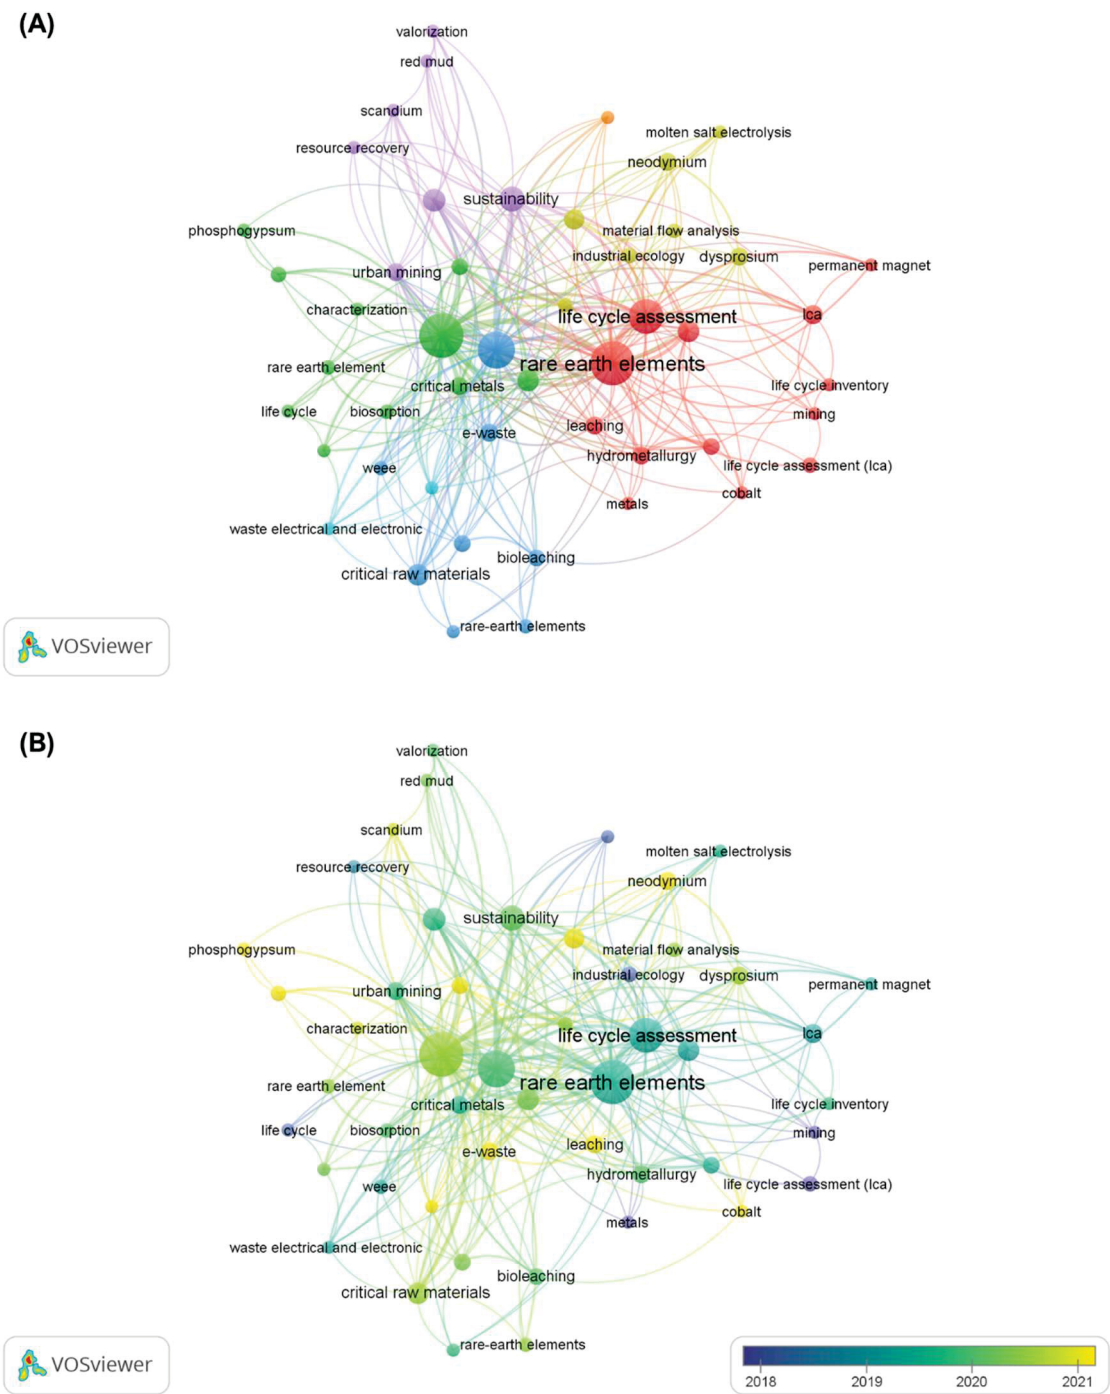 (A)
valorization
red mud
scandium
molten salt electrolysis
resource recovery
neodymium
sustainability
phosphogypsum
material flow analysis
industrial ecology
dysprosium
permanent magnet
urban mining
characterization
life cycle assessment
lca
rare earth element
rare earth elements
critical metals
life cycle inventory
life cycle
biosorption
mining
leaching
e-waste
hydrometallurgy
weee
life cycle assessment (lca)
cobalt
metals
waste electrical and electronic
bioleaching
critical raw materials
rare-earth elements
VOSviewer
(B)
valorization
red mud
scandium
molten salt electrolysis
resource recovery
neodymium
sustainability
phosphogypsum
material flow analysis
industrial ecology
dysprosium
permanent magnet
urban mining
characterization
life cycle assessment
lca
rare earth element
rare earth elements
critical metals
life cycle inventory
life cycle
biosorption
mining
leaching
e-waste
hydrometallurgy
weee
life cycle assessment (lca)
cobalt
metals
waste electrical and electronic
bioleaching
critical raw materials
rare-earth elements
VOSviewer
2018 2019 2020 2021